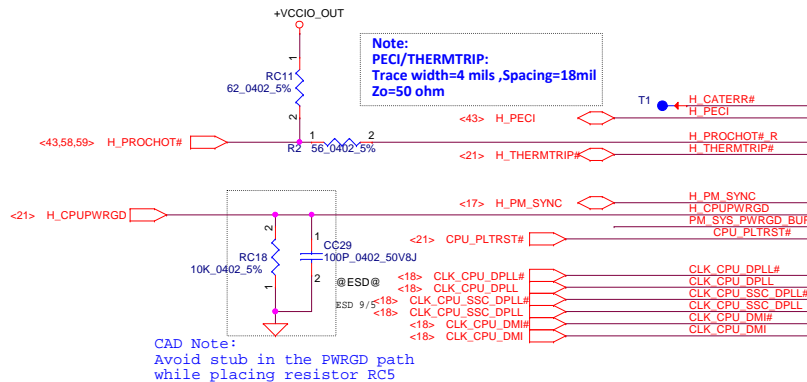 +VCCIO_OUT
Note:
PECI/THERMTRIP:
Trace width=4 mils ,Spacing=18mil
Zo=50 ohm
1
RC11
62_0402_5%
2
T1
H_CATERR#
<43> H_PECI
H_PECI
<43,58,59> H_PROCHOT#
1 2
R2 56_0402_5%
H_PROCHOT#_R
<21> H_THERMTRIP#
H_THERMTRIP#
<17> H_PM_SYNC
H_PM_SYNC
<21> H_CPUPWRGD
H_CPUPWRGD
PM_SYS_PWRGD_BUF
<21> CPU_PLTRST#
CPU_PLTRST#
2
RC18
10K_0402_5%
1
1
CC29
100P_0402_50V8J
2
@ESD@
ESD 9/5
<18> CLK_CPU_DPLL#
CLK_CPU_DPLL#
<18> CLK_CPU_DPLL
CLK_CPU_DPLL
<18> CLK_CPU_SSC_DPLL#
CLK_CPU_SSC_DPLL#
<18> CLK_CPU_SSC_DPLL
CLK_CPU_SSC_DPLL
<18> CLK_CPU_DMI#
CLK_CPU_DMI#
<18> CLK_CPU_DMI
CLK_CPU_DMI
CAD Note:
Avoid stub in the PWRGD path
while placing resistor RC5